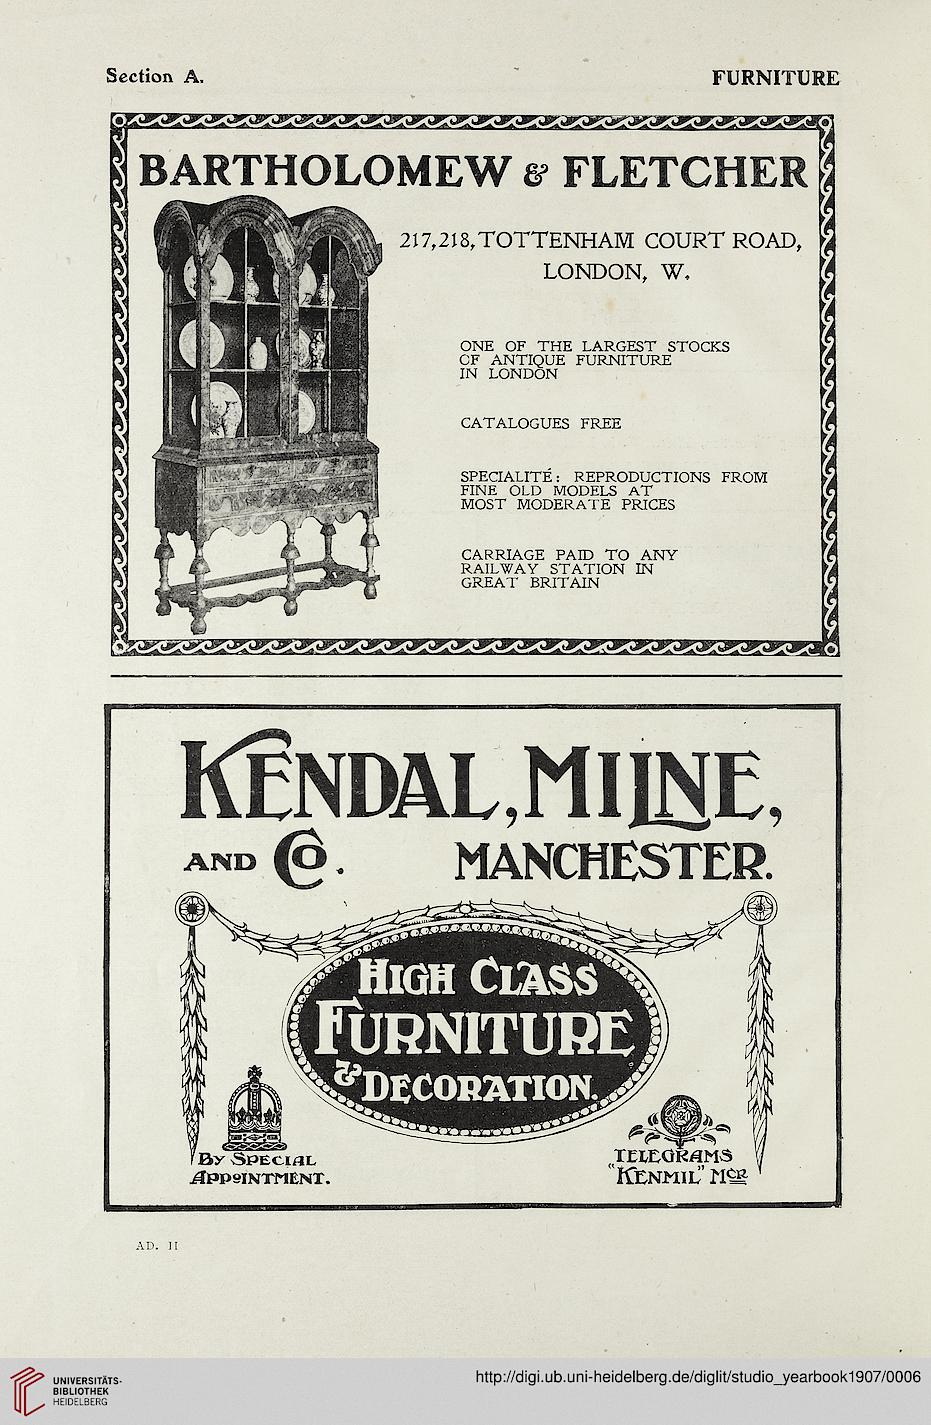 Section A.
FURNITURE
BARTHOLOMEW & FLETCHER
217, 218, TOTTENHAM COURT ROAD,
LONDON, W.
ONE OF THE LARGEST STOCKS
OF ANTIQUE FURNITURE
IN LONDON
CATALOGUES FREE
SPECIALITÉ: REPRODUCTIONS FROM
FINE OLD MODELS AT
MOST MODERATE PRICES
CARRIAGE PAID TO ANY
RAILWAY STATION IN
GREAT BRITAIN
KENDAL, MILNE,
AND Co. MANCHESTER.
HIGH CLASS
FURNITURE
& DECORATION.
BY SPECIAL
APPOINTMENT.
TELEGRAMS
"KENMIL" MCR
AD. II
UNIVERSITÄTS-
BIBLIOTHEK
HEIDELBERG
http://digi.ub.uni-heidelberg.de/diglit/studio_yearbook1907/0006